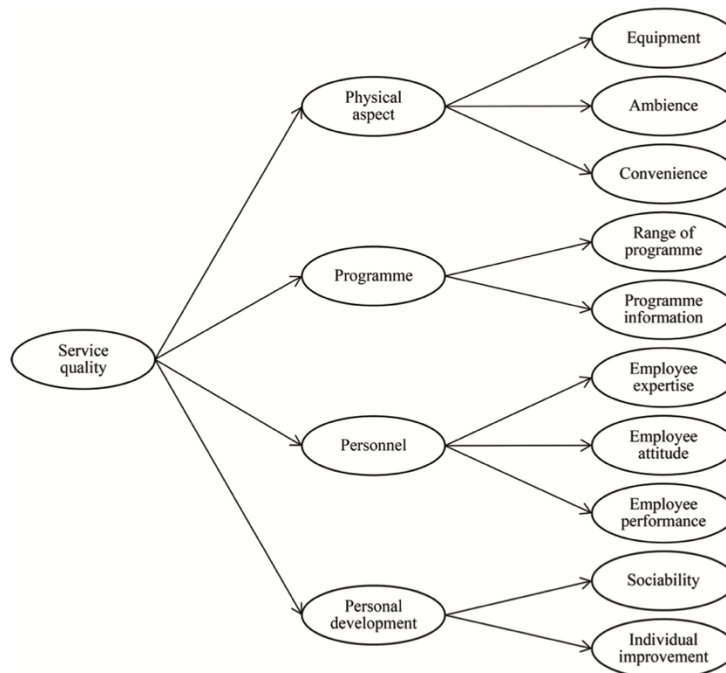 Equipment
Physical
aspect
Ambience
Convenience
Range of
programme
Programme
Programme
information
Service
quality
Employee
expertise
Personnel
Employee
attitude
Employee
performance
Sociability
Personal
development
Individual
improvement